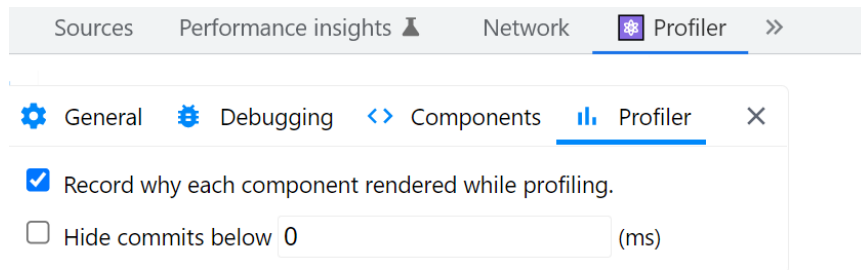 Sources Performance insights Network Profiler
General Debugging Components Profiler
Record why each component rendered while profiling.
Hide commits below 0 (ms)